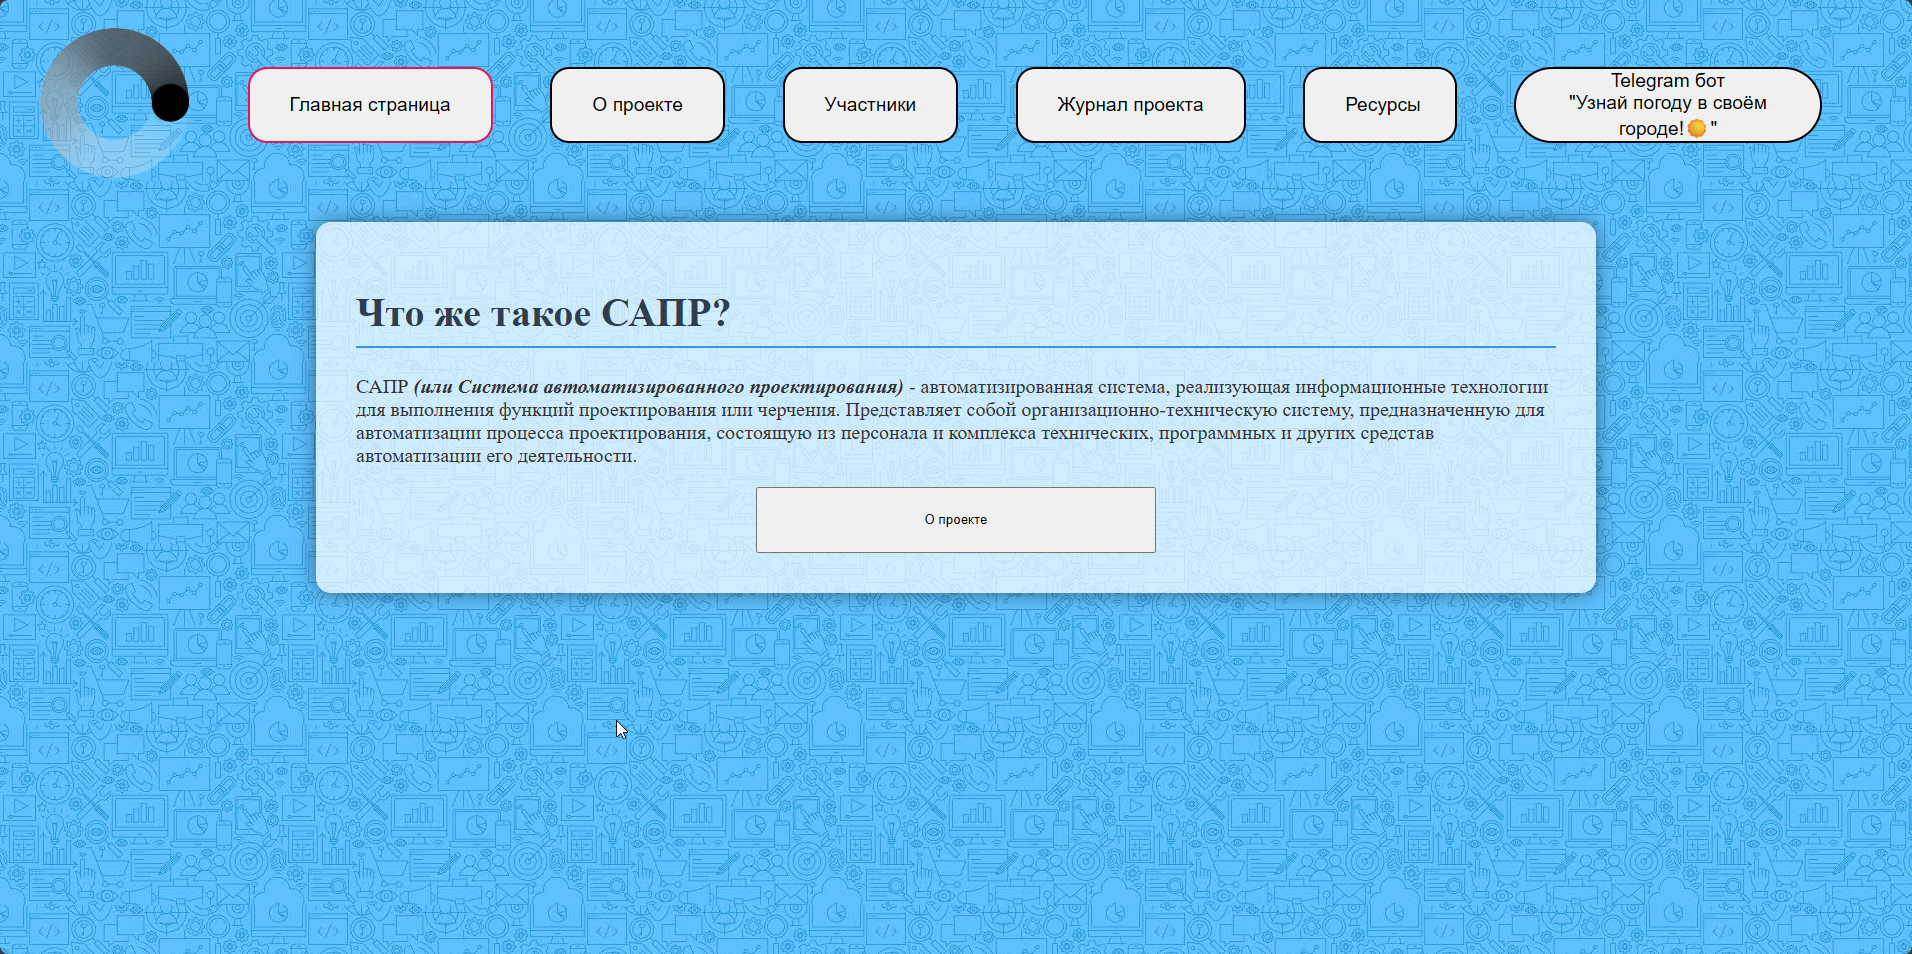 Главная страница
О проекте
Участники
Журнал проекта
Ресурсы
Telegram бот
"Узнай погоду в своём
городе!🌞"
Что же такое САПР?
САПР (или Система автоматизированного проектирования) - автоматизированная система, реализующая информационные технологии
для выполнения функций проектирования или черчения. Представляет собой организационно-техническую систему, предназначенную для
автоматизации процесса проектирования, состоящую из персонала и комплекса технических, программных и других средстав
автоматизации его деятельности.
О проекте